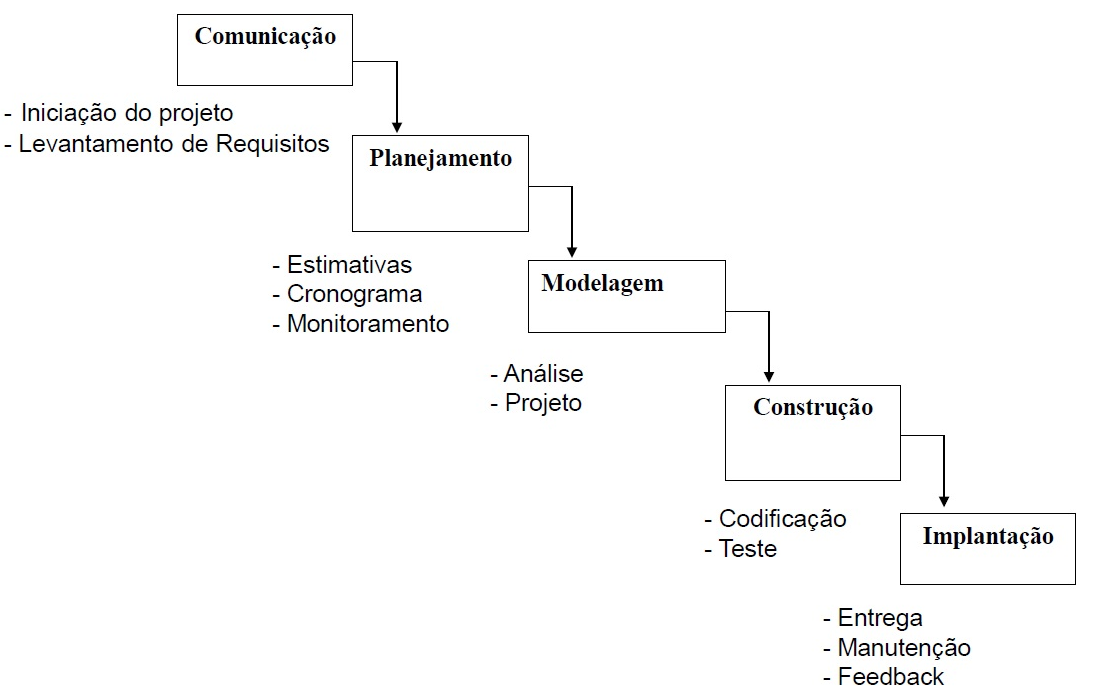 Comunicação
- Iniciação do projeto
- Levantamento de Requisitos
Planejamento
- Estimativas
- Cronograma
- Monitoramento
Modelagem
- Análise
- Projeto
Construção
- Codificação
- Teste
Implantação
- Entrega
- Manutenção
- Feedback